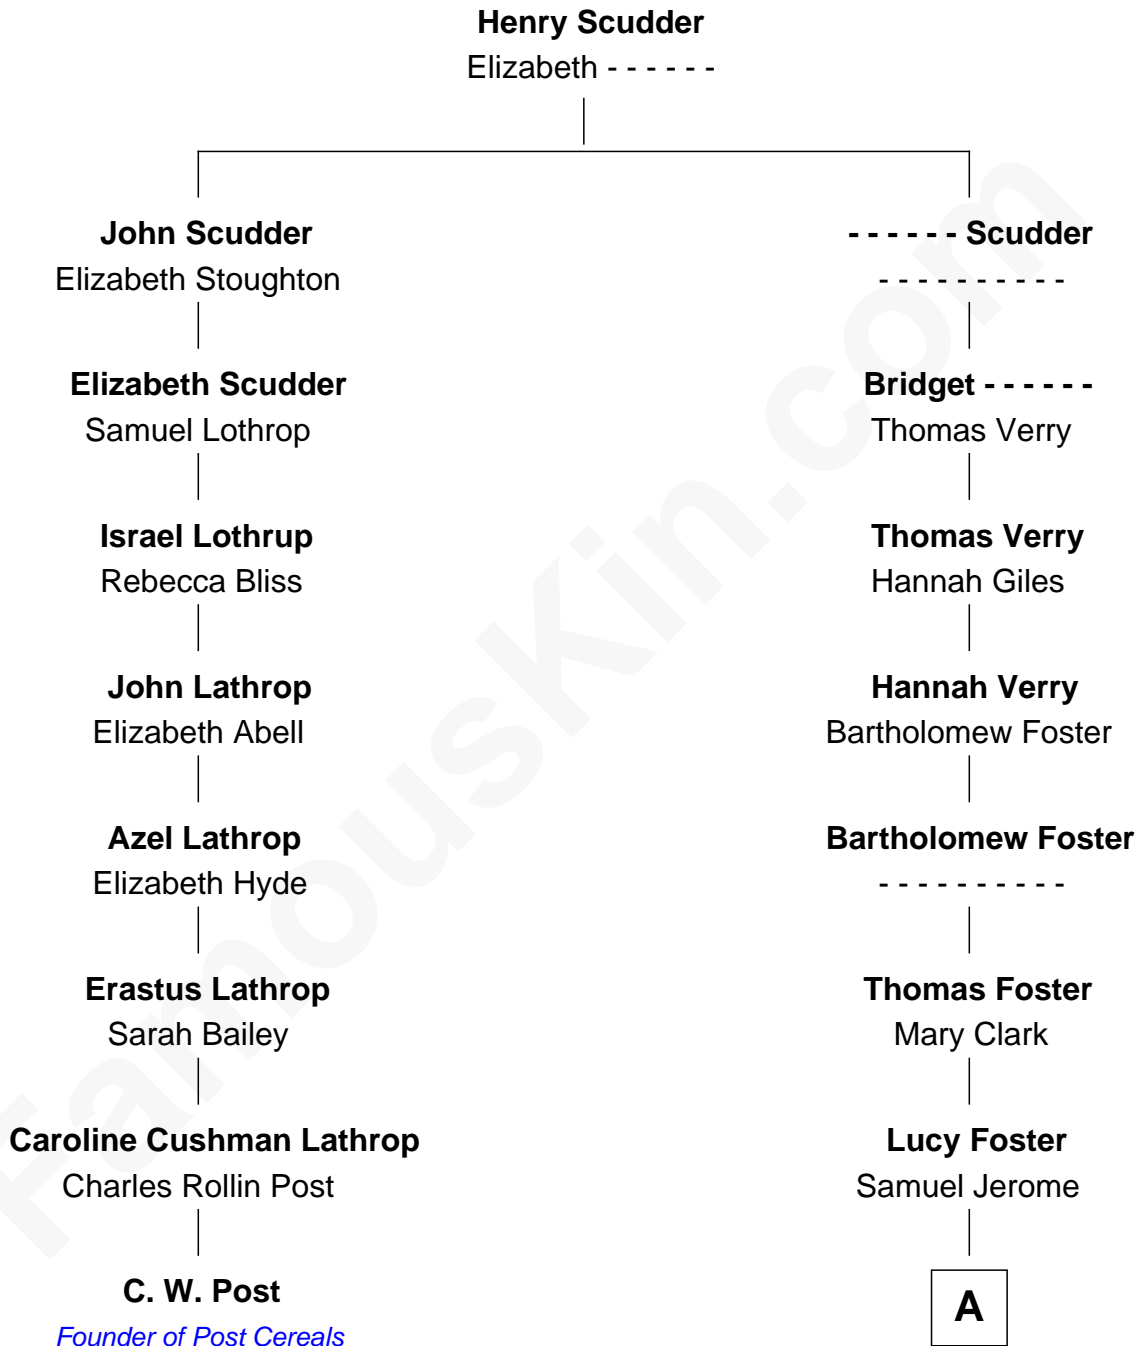 Henry Scudder
Elizabeth - - - - - -
John Scudder
Elizabeth Stoughton
- - - - - - Scudder
- - - - - - - - - -
Elizabeth Scudder
Samuel Lothrop
Bridget - - - - - -
Thomas Verry
Israel Lothrup
Rebecca Bliss
Thomas Verry
Hannah Giles
John Lathrop
Elizabeth Abell
Hannah Verry
Bartholomew Foster
Azel Lathrop
Elizabeth Hyde
Bartholomew Foster
- - - - - - - - - -
Erastus Lathrop
Sarah Bailey
Thomas Foster
Mary Clark
Caroline Cushman Lathrop
Charles Rollin Post
Lucy Foster
Samuel Jerome
C. W. Post
Founder of Post Cereals
A
FamousKin.com